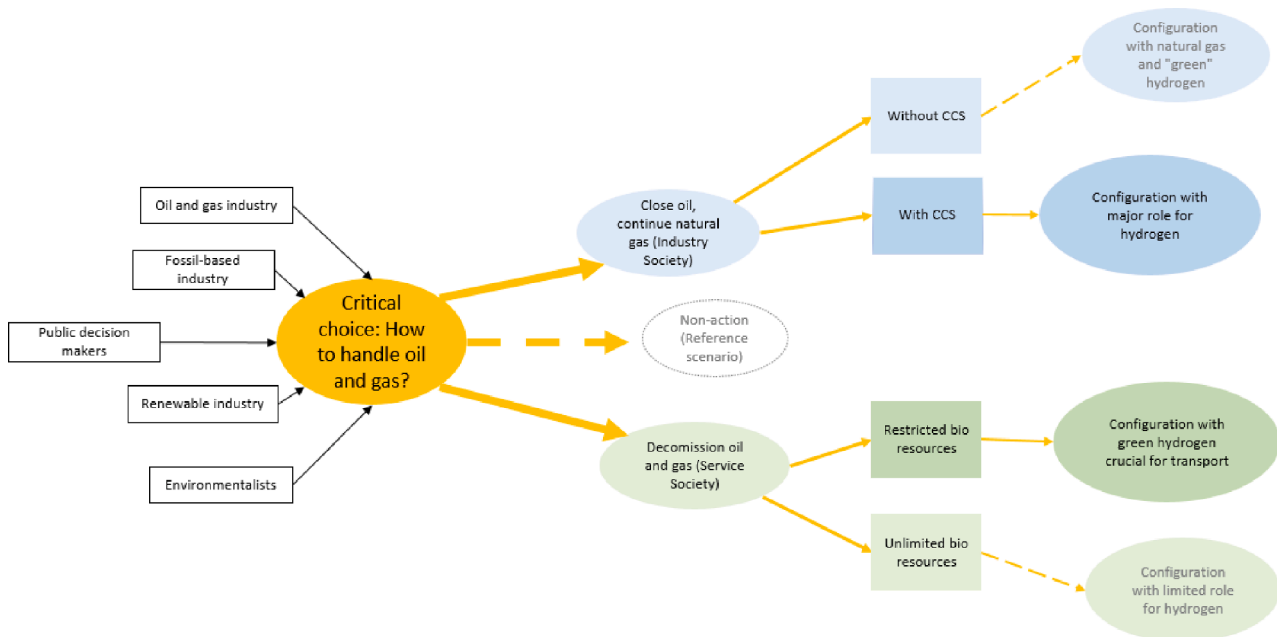 Configuration
with natural gas
and "green"
hydrogen
Without CCS
Oil and gas industry
Close oil,
continue natural
gas (Industry
Society)
With CCS
Configuration with
major role for
hydrogen
Fossil-based
industry
Critical
choice: How
to handle oil
and gas?
Public decision
makers
Non-action
(Reference
scenario)
Renewable industry
Environmentalists
Decomission oil
and gas (Service
Society)
Restricted bio
resources
Configuration with
green hydrogen
crucial for transport
Unlimited bio
resources
Configuration
with limited role
for hydrogen